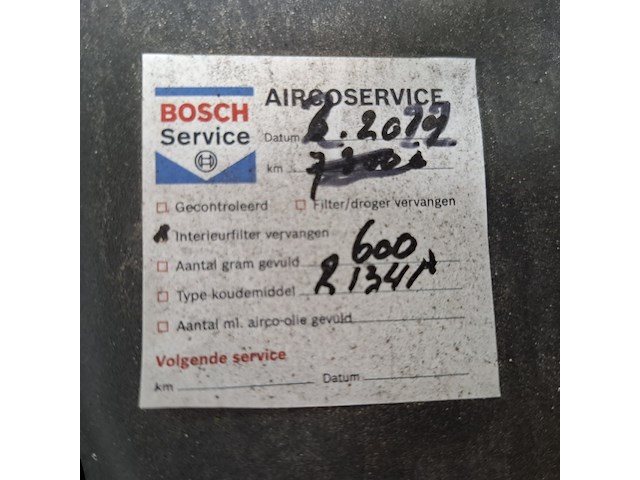 AIRCOSERVICE
BOSCH
Service
Datum
km
Gecontroleerd Filter/droger vervangen
Interieurfilter vervangen
Aantal gram gevuld 600
Type koudemiddel R134A
Aantal ml. airco-olie gevuld
Volgende service
km Datum